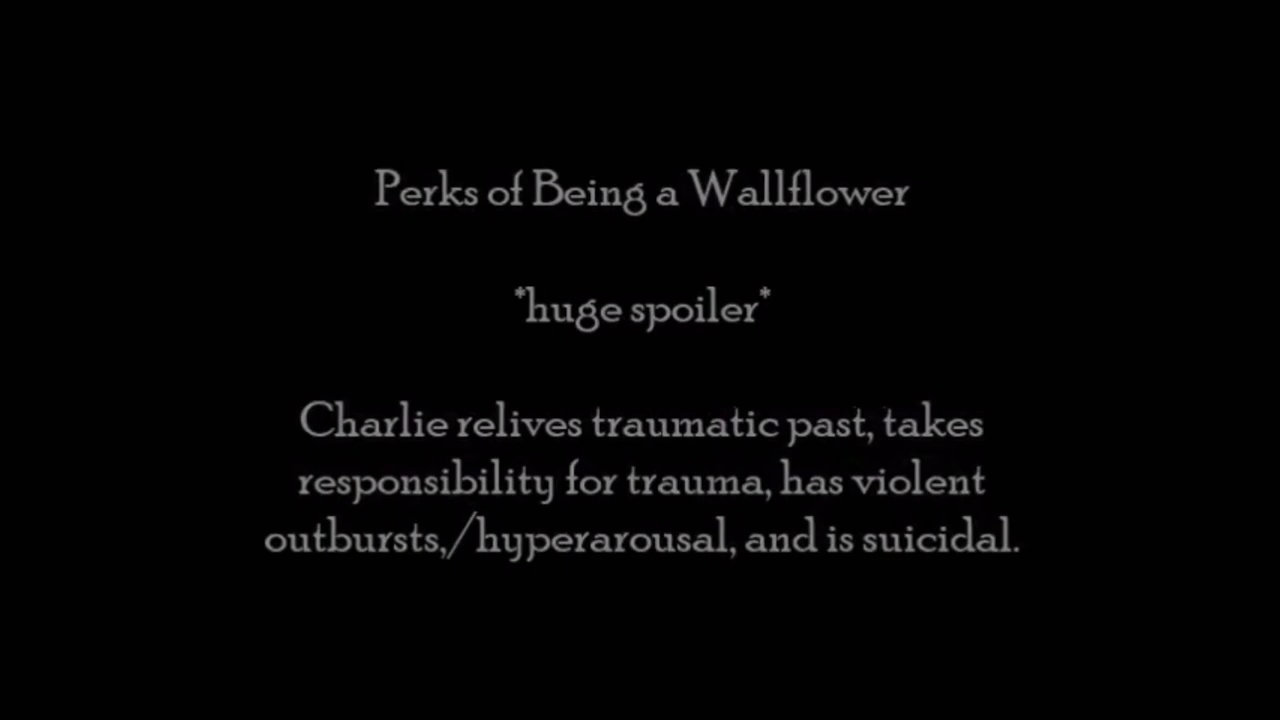 Perks of Being a Wallflower
*huge spoiler*
Charlie relives traumatic past, takes
responsibility for trauma, has violent
outbursts,/hyperarousal, and is suicidal.